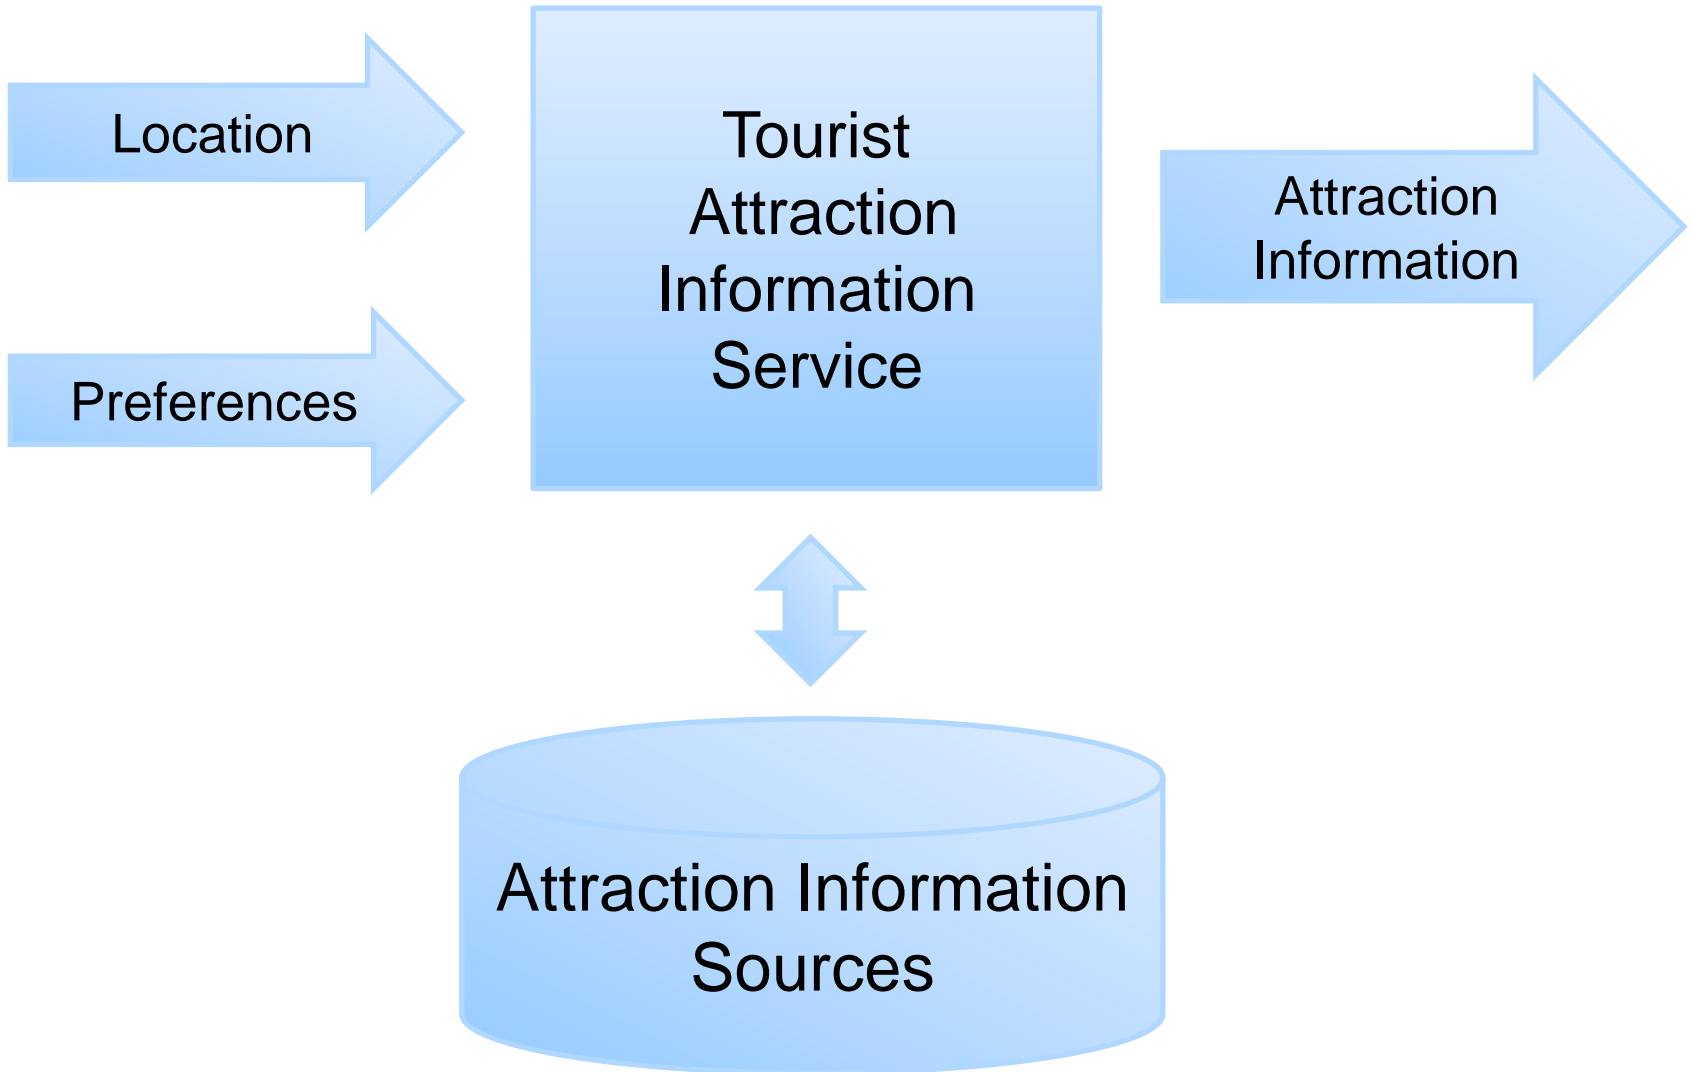 Location
Preferences
Tourist
Attraction
Information
Service
Attraction
Information
Attraction Information
Sources